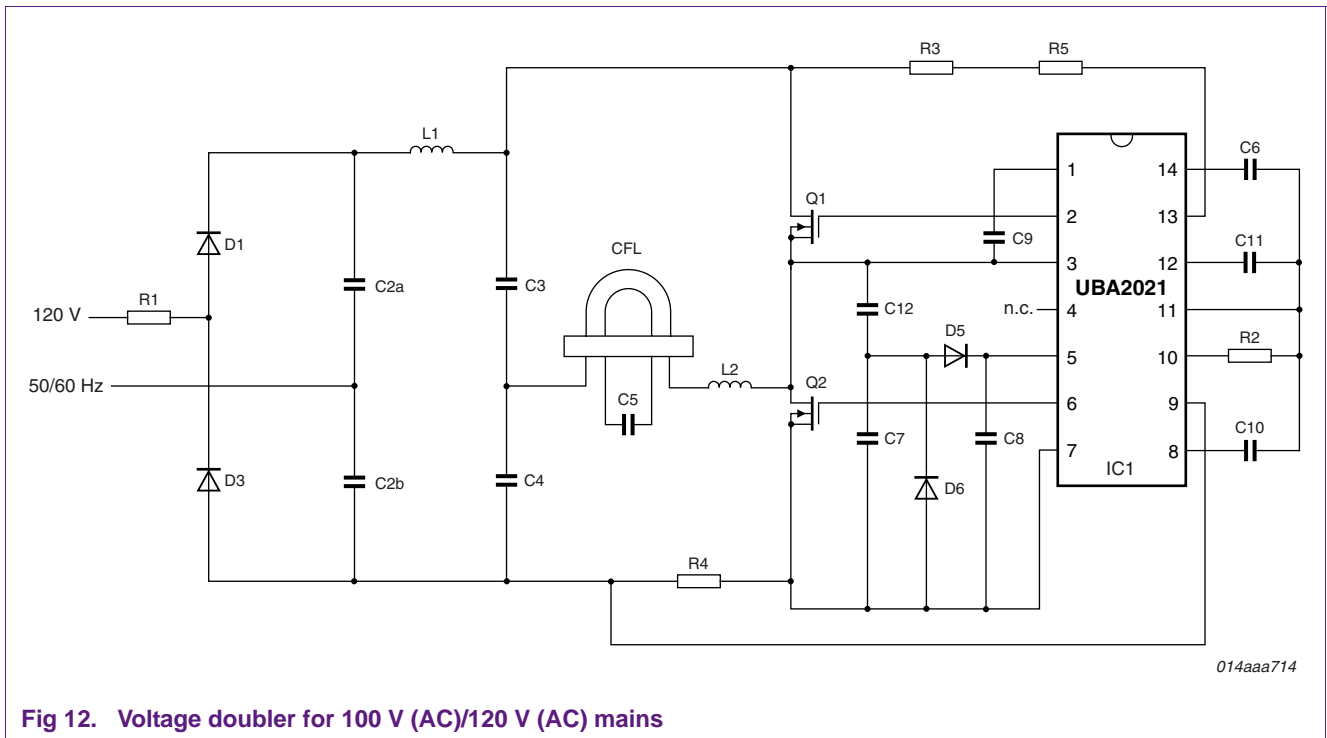 R3
R5
L1
C6
1
14
Q1
D1
2
13
C9
CFL
C11
C2a
C3
3
12
R1
120 V
C12
UBA2021
n.c.
4
11
D5
R2
5
10
L2
50/60 Hz
Q2
C5
6
9
C10
C7
C8
7
8
D3
C2b
C4
D6
IC1
R4
014aaa714
Fig 12. Voltage doubler for 100 V (AC)/120 V (AC) mains